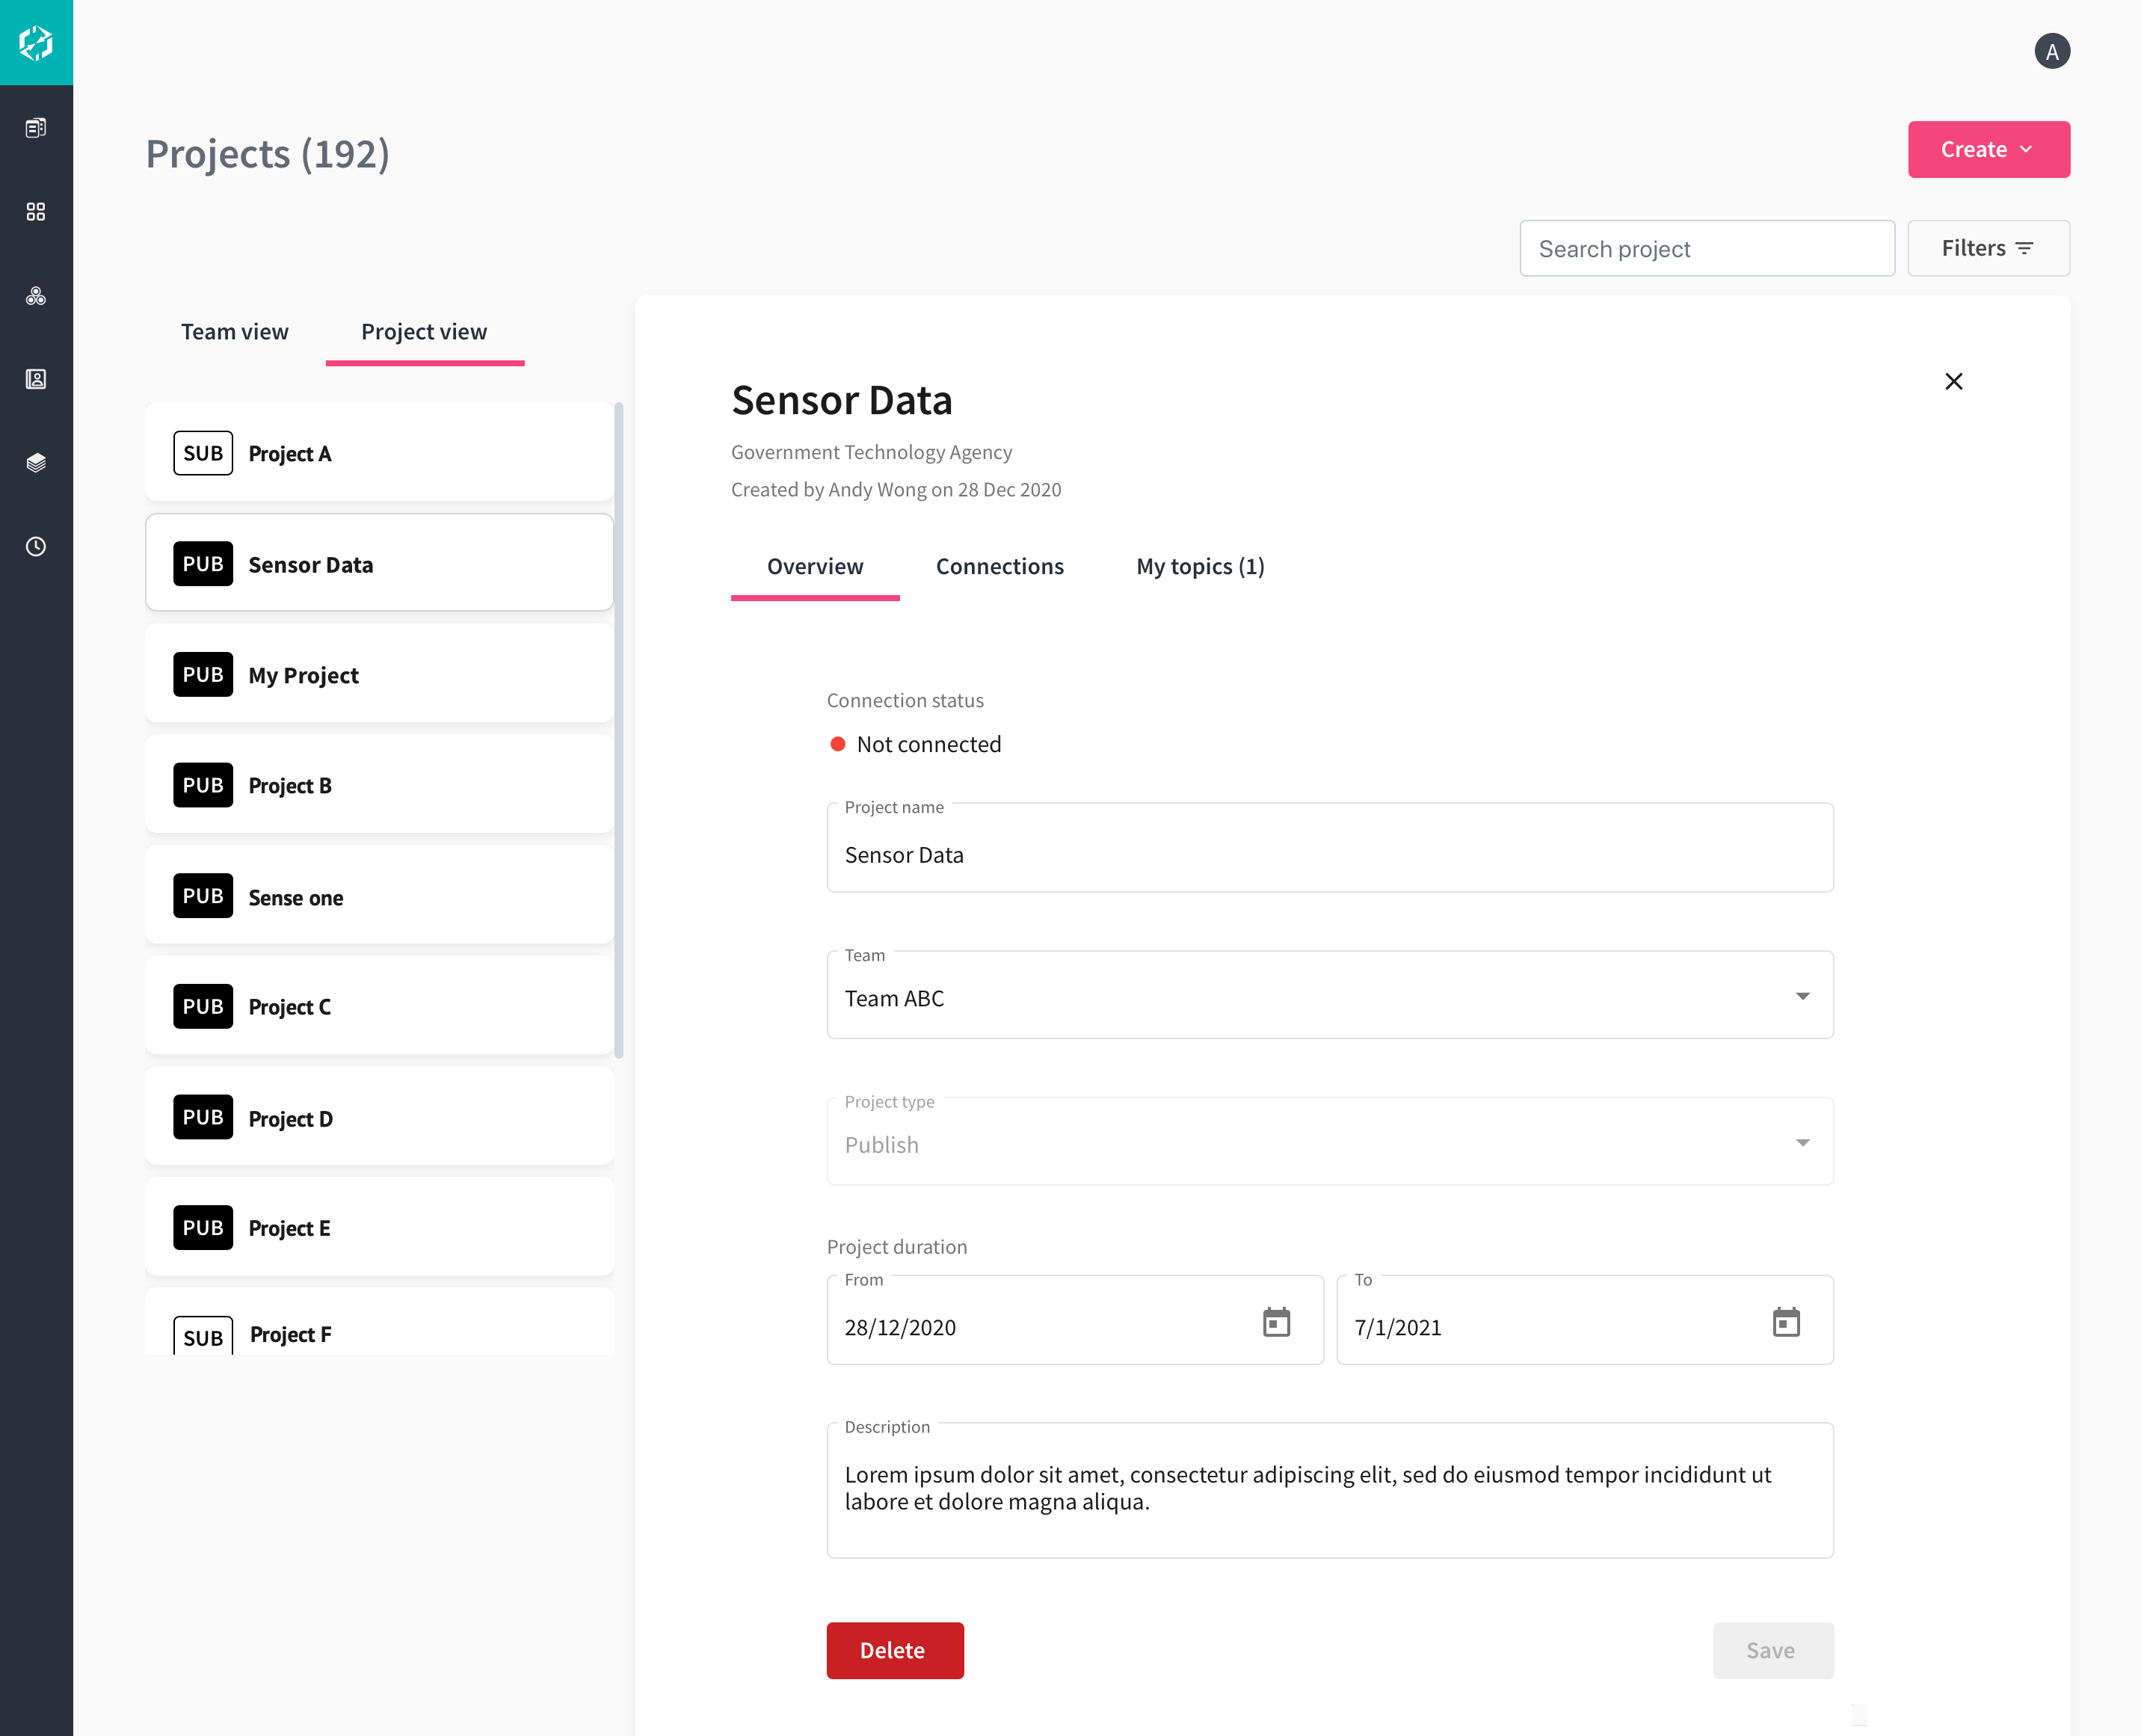 A
Projects (192)
Create
Search project
Filters
Team view
Project view
SUB Project A
PUB Sensor Data
PUB My Project
PUB Project B
PUB Sense one
PUB Project C
PUB Project D
PUB Project E
SUB Project F
Sensor Data
Government Technology Agency
Created by Andy Wong on 28 Dec 2020
Overview
Connections
My topics (1)
Connection status
Not connected
Project name
Sensor Data
Team
Team ABC
Project type
Publish
Project duration
From
28/12/2020
To
7/1/2021
Description
Lorem ipsum dolor sit amet, consectetur adipiscing elit, sed do eiusmod tempor incididunt ut
labore et dolore magna aliqua.
Delete
Save